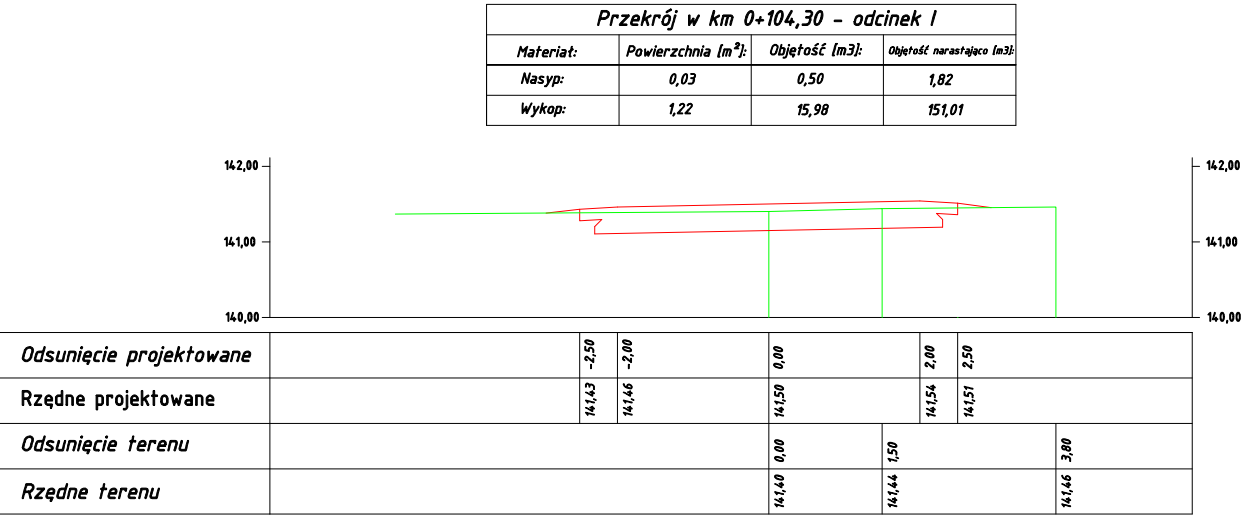 Przekrój w km 0+104,30 - odcinek I
Materiał: Powierzchnia [m²]: Objętość [m3]: Objętość narastająco [m3]:
Nasyp: 0,03 0,50 1,82
Wykop: 1,22 15,98 151,01
142,00 142,00
141,00 141,00
140,00 140,00
Odsunięcie projektowane -2,50 -2,00 0,00 2,00 2,50
Rzędne projektowane 141,43 141,46 141,50 141,54 141,51
Odsunięcie terenu 0,00 1,50 3,80
Rzędne terenu 141,40 141,44 141,46